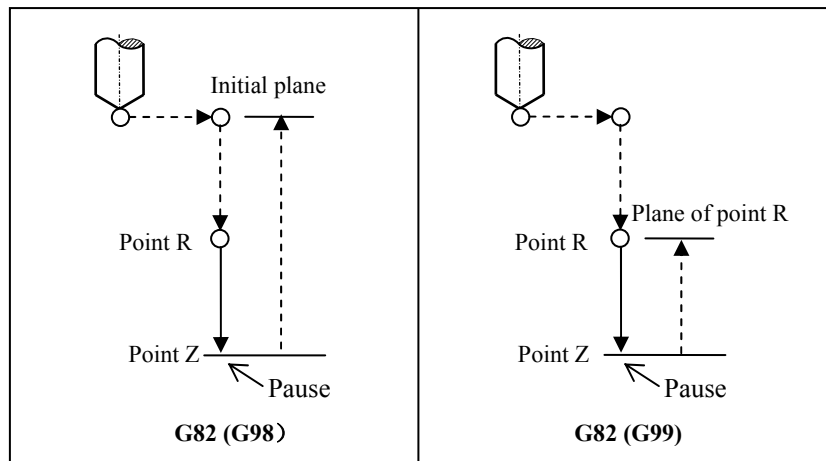 Initial plane
Point R
Point Z
Pause
G82 (G98）
Plane of point R
Point R
Point Z
Pause
G82 (G99)